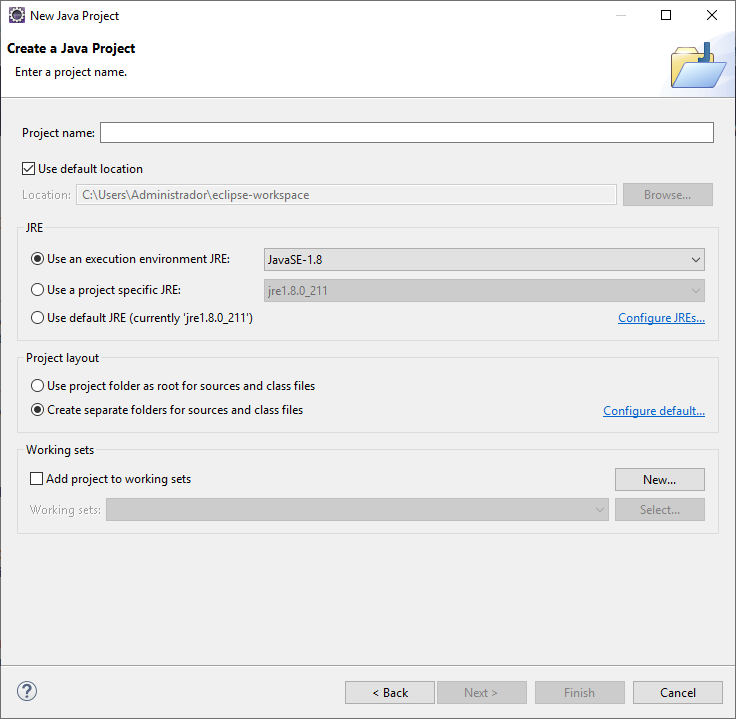 New Java Project
Create a Java Project
Enter a project name.
Project name:
Use default location
Location: C:\Users\Administrador\eclipse-workspace Browse...
JRE
Use an execution environment JRE: JavaSE-1.8
Use a project specific JRE: jre1.8.0_211
Use default JRE (currently 'jre1.8.0_211') Configure JREs...
Project layout
Use project folder as root for sources and class files
Create separate folders for sources and class files Configure default...
Working sets
Add project to working sets New...
Working sets: Select...
? < Back Next > Finish Cancel